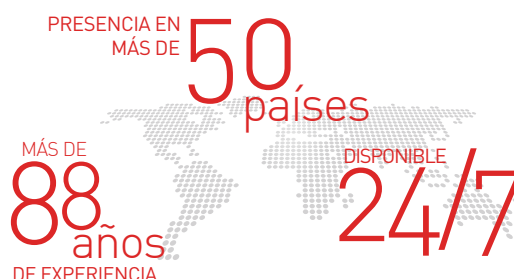 PRESENCIA EN
MÁS DE
50
países
MÁS DE
88
años
DE EXPERIENCIA
DISPONIBLE
24/7